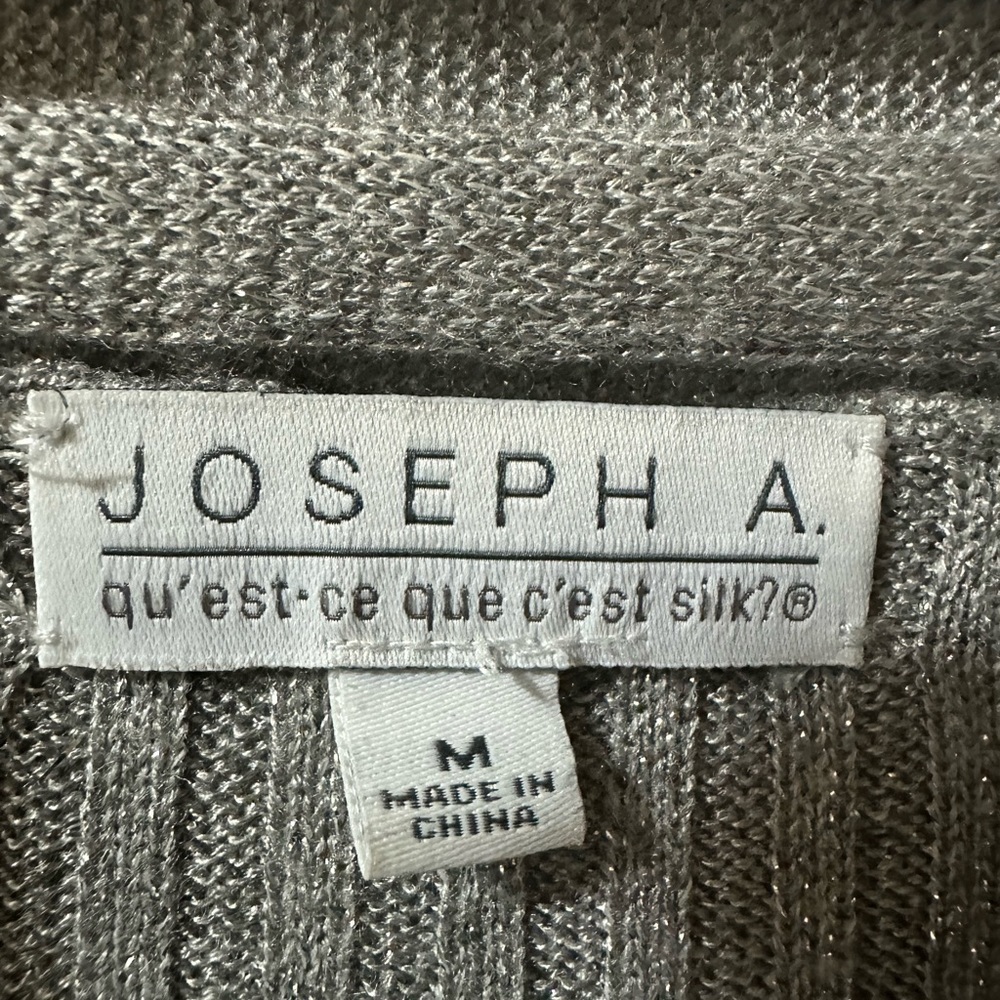 JOSEPH A.
qu'est-ce que c'est silk?®
M
MADE IN
CHINA